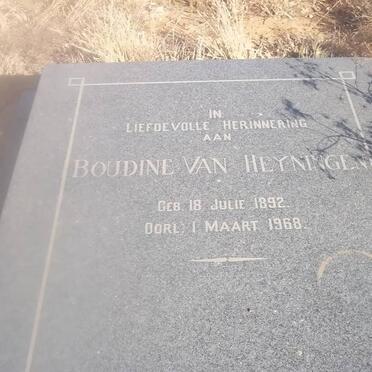 IN
LIEFDEVOLLE HERINNERING
AAN
BOUDINE VAN HEYNINGEN
GEB. 18 JULIE 1892.
OORL. 1 MAART 1968.